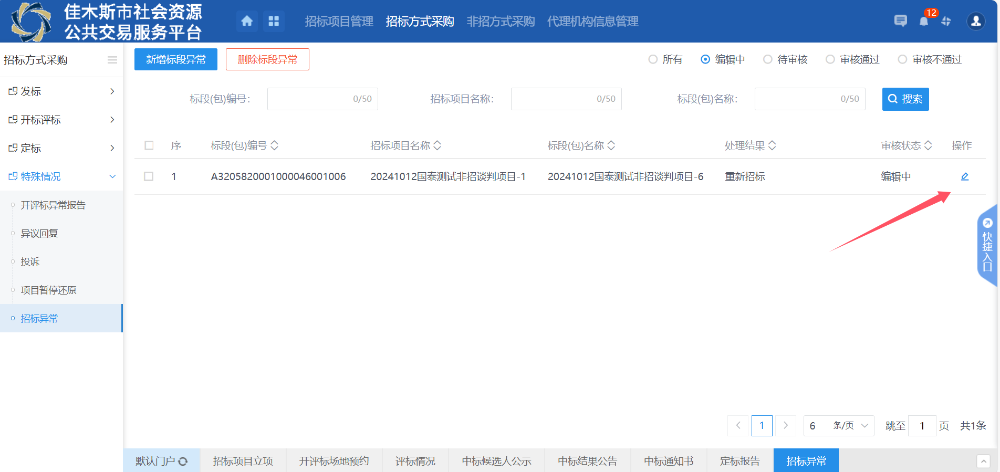 佳木斯市社会资源
公共交易服务平台
招标项目管理 招标方式采购 非招方式采购 代理机构信息管理
12
招标方式采购
发标
开标评标
定标
特殊情况
开评标异常报告
异议回复
投诉
项目暂停还原
招标异常
新增标段异常 删除标段异常
所有 编辑中 待审核 审核通过 审核不通过
标段(包)编号： 0/50 招标项目名称： 0/50 标段(包)名称： 0/50 搜索
序 标段(包)编号 招标项目名称 标段(包)名称 处理结果 审核状态 操作
1 A3205820001000046001006 20241012国泰测试非招谈判项目-1 20241012国泰测试非招谈判项目-6 重新招标 编辑中
快捷入口
1 6 条/页 跳至 1 页 共1条
默认门户 招标项目立项 开评标场地预约 评标情况 中标候选人公示 中标结果公告 中标通知书 定标报告 招标异常